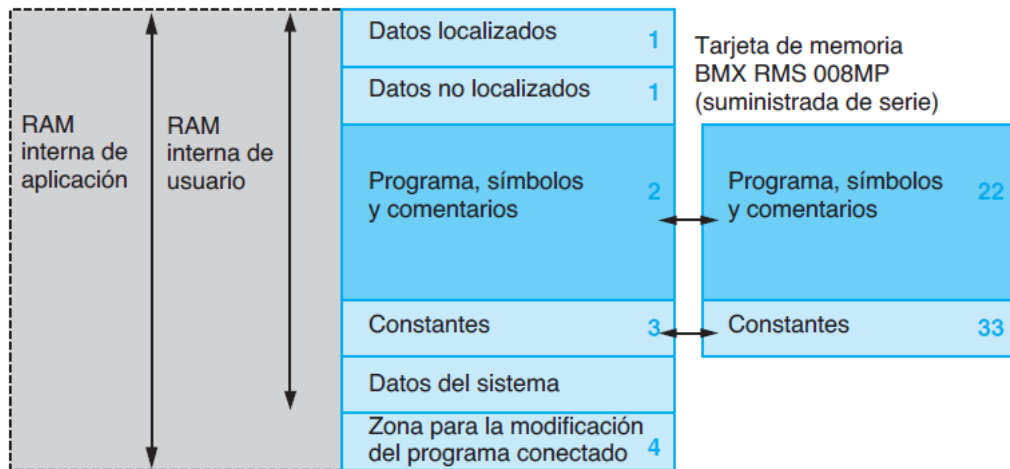 RAM
interna de
aplicación
RAM
interna de
usuario
Datos localizados 1
Datos no localizados 1
Programa, símbolos
y comentarios 2
Constantes 3
Datos del sistema
Zona para la modificación
del programa conectado 4
Tarjeta de memoria
BMX RMS 008MP
(suministrada de serie)
Programa, símbolos 22
y comentarios
Constantes 33